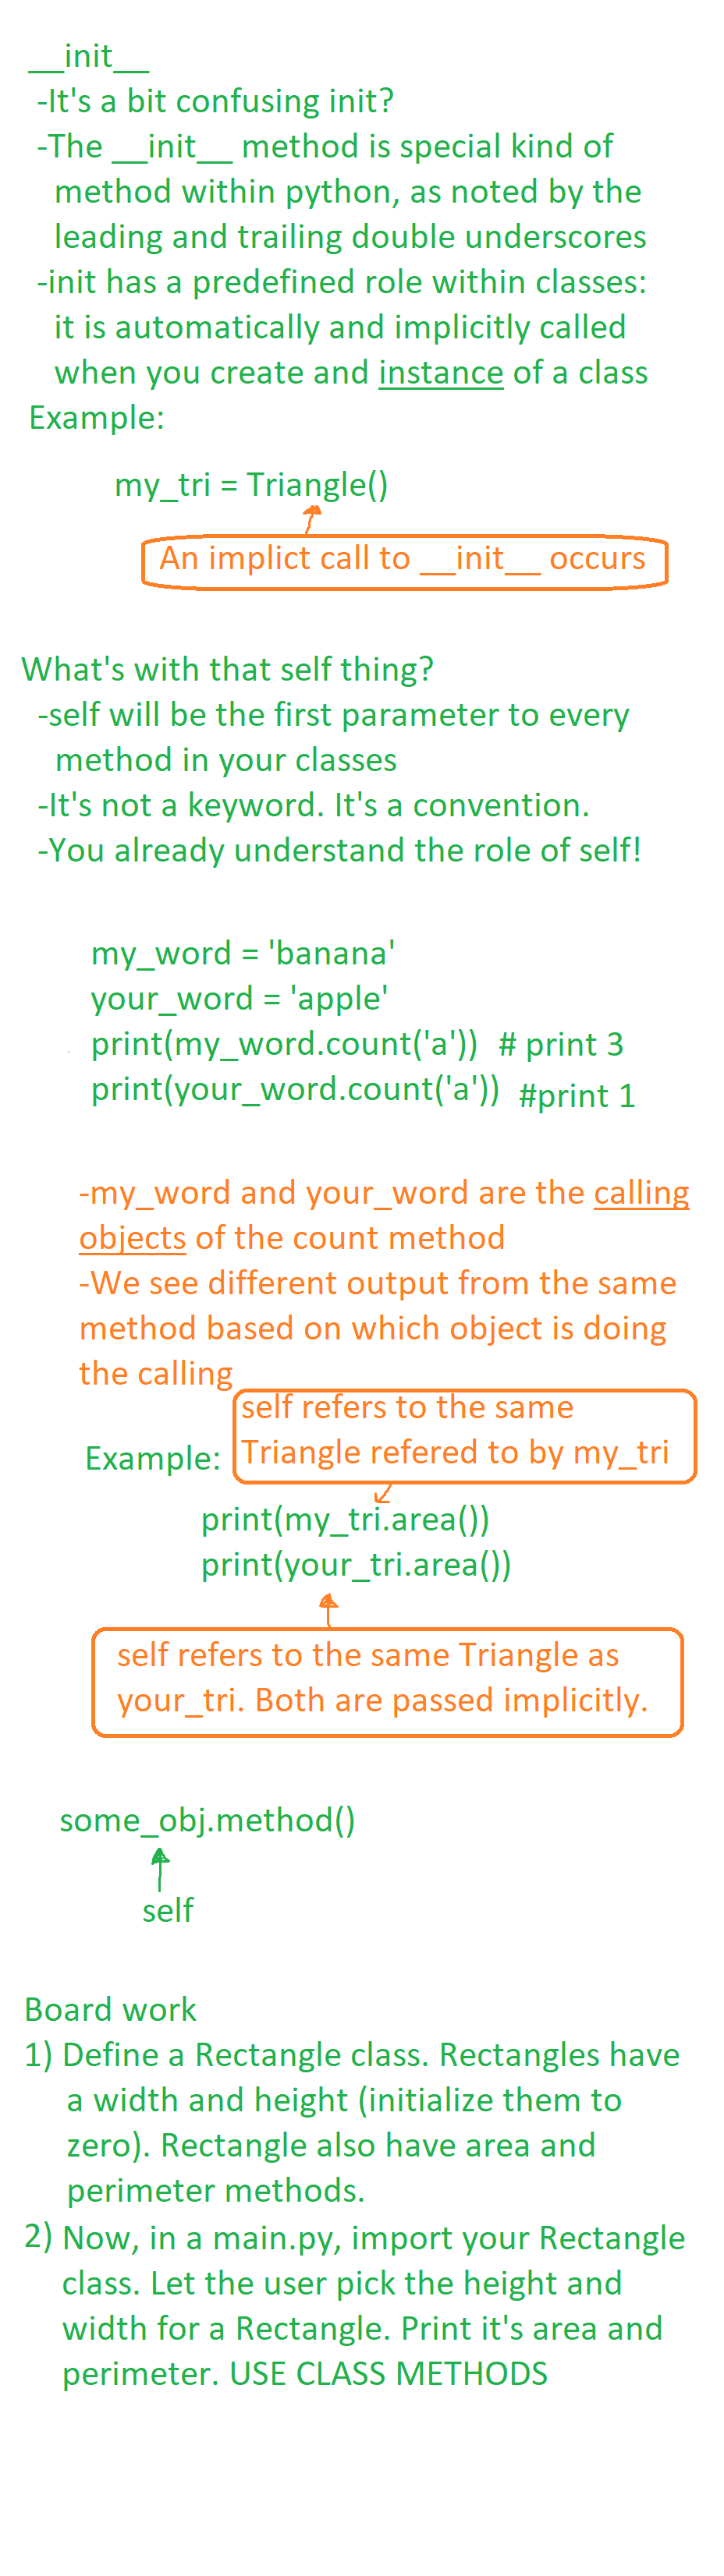 __init__
-It's a bit confusing init?
-The __init__ method is special kind of
method within python, as noted by the
leading and trailing double underscores
-init has a predefined role within classes:
it is automatically and implicitly called
when you create and instance of a class
Example:
my_tri = Triangle()
An implict call to __init__ occurs
What's with that self thing?
-self will be the first parameter to every
method in your classes
-It's not a keyword. It's a convention.
-You already understand the role of self!
my_word = 'banana'
your_word = 'apple'
print(my_word.count('a')) # print 3
print(your_word.count('a')) #print 1
-my_word and your_word are the calling
objects of the count method
-We see different output from the same
method based on which object is doing
the calling
self refers to the same
Triangle refered to by my_tri
Example:
print(my_tri.area())
print(your_tri.area())
self refers to the same Triangle as
your_tri. Both are passed implicitly.
some_obj.method()
self
Board work
1) Define a Rectangle class. Rectangles have
a width and height (initialize them to
zero). Rectangle also have area and
perimeter methods.
2) Now, in a main.py, import your Rectangle
class. Let the user pick the height and
width for a Rectangle. Print it's area and
perimeter. USE CLASS METHODS